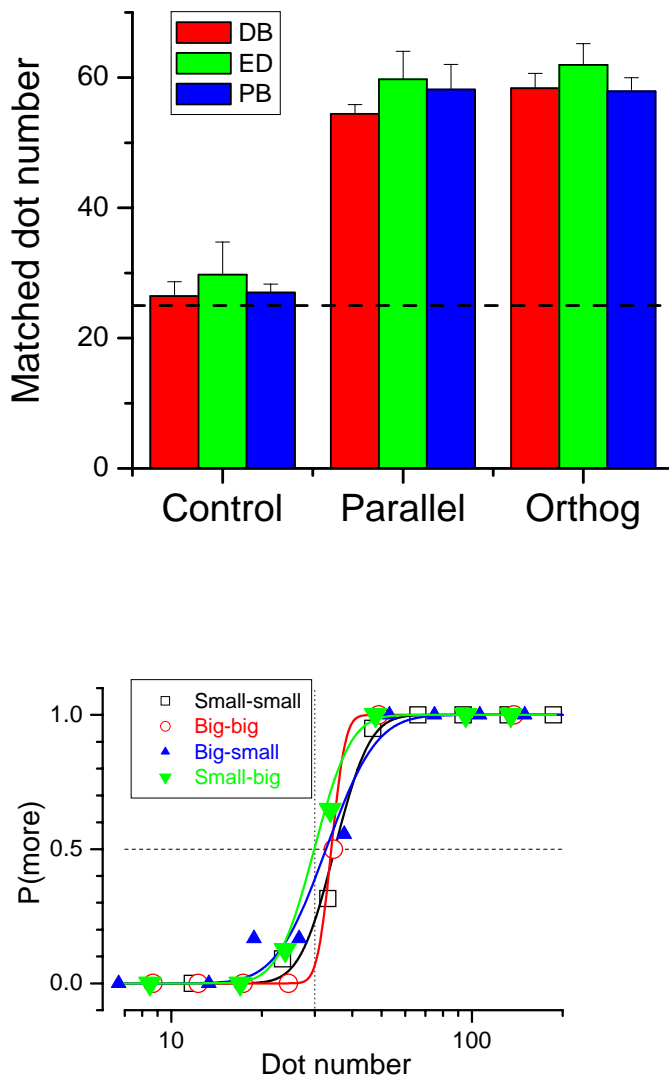 DB
ED
PB
Matched dot number
60
40
20
0
Control Parallel Orthog
Small-small
Big-big
Big-small
Small-big
P(more)
1.0
0.5
0.0
10 100
Dot number